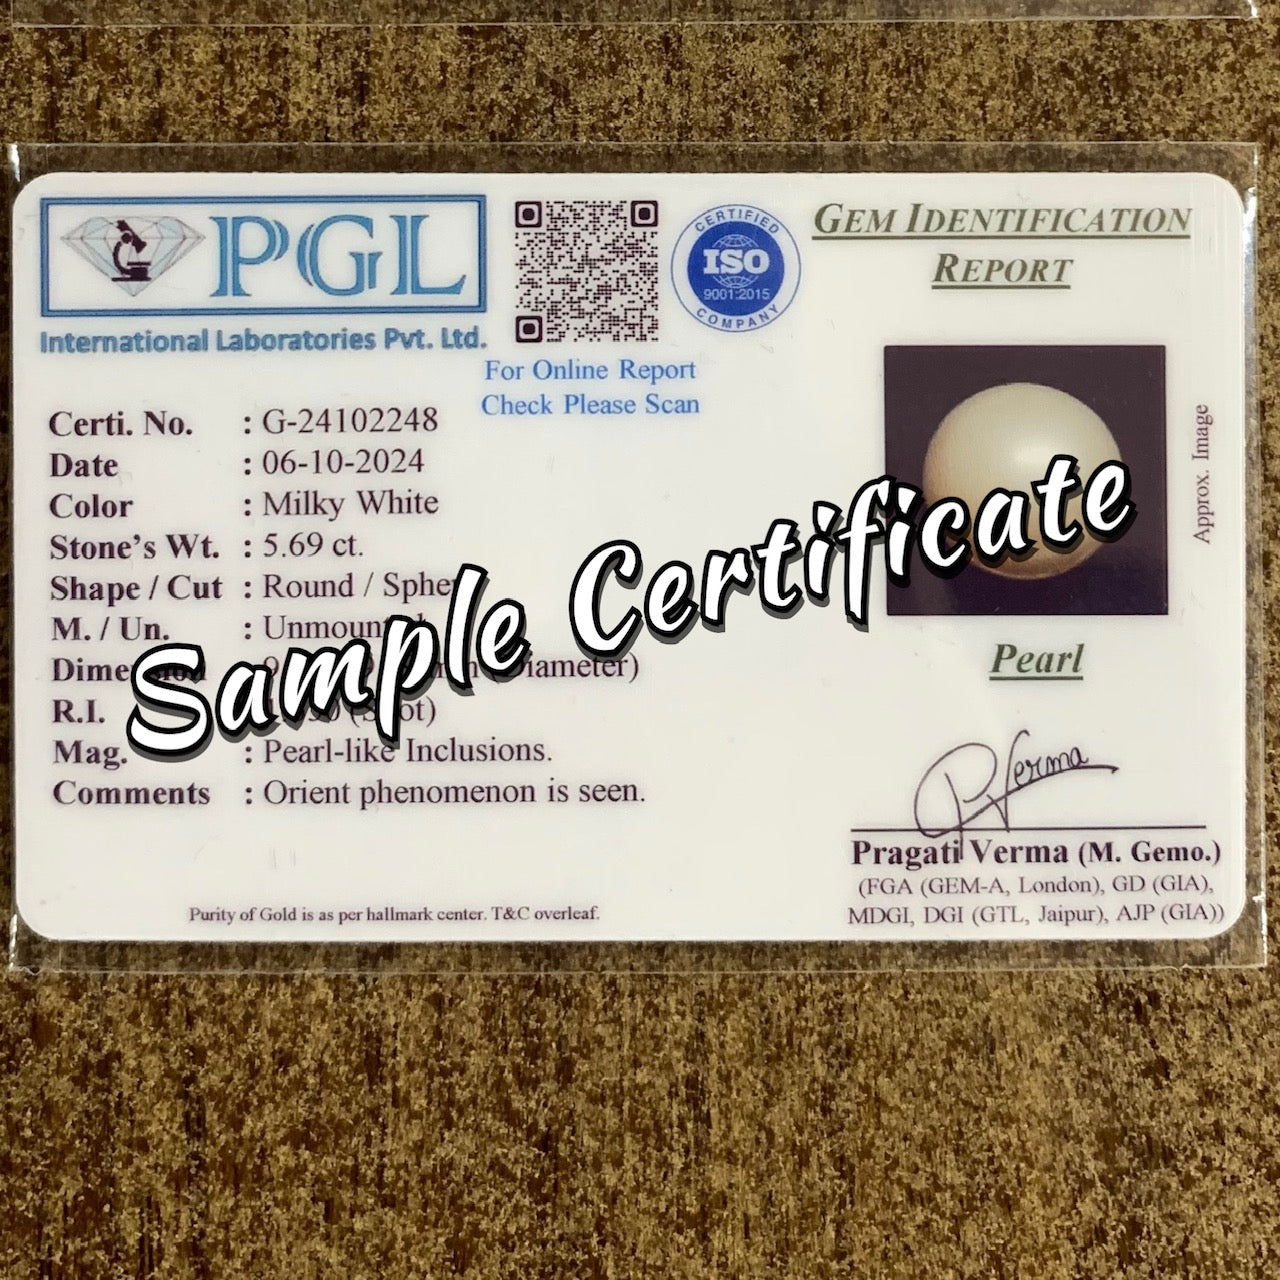 PGL
International Laboratories Pvt. Ltd.
CERTIFIED
ISO
9001:2015
COMPANY
For Online Report
Check Please Scan
GEM IDENTIFICATION
REPORT
Certi. No. : G-24102248
Date : 06-10-2024
Color : Milky White
Stone's Wt. : 5.69 ct.
Shape / Cut : Round /
M. / Un. :
(Diameter)
R.I.
Mag. : Pearl-like Inclusions.
Comments : Orient phenomenon is seen.
Sample Certificate
Approx. Image
Pearl
P Verma
Pragati Verma (M. Gemo.)
(FGA (GEM-A, London), GD (GIA),
MDGI, DGI (GTL, Jaipur), AJP (GIA))
Purity of Gold is as per hallmark center. T&C overleaf.